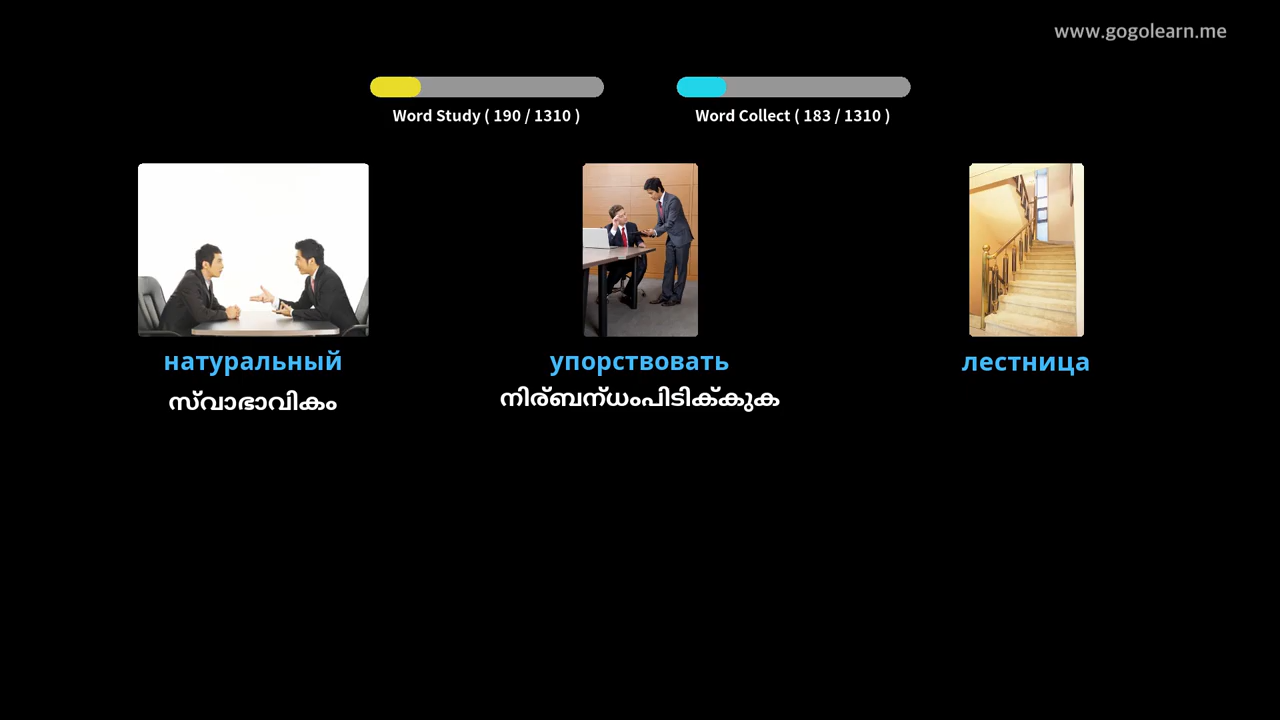 www.gogolearn.me
Word Study ( 190 / 1310 )
Word Collect ( 183 / 1310 )
натуральный
упорствовать
лестница
സ്വാഭാവികം
നിര്ബന്ധംപിടിക്കുക